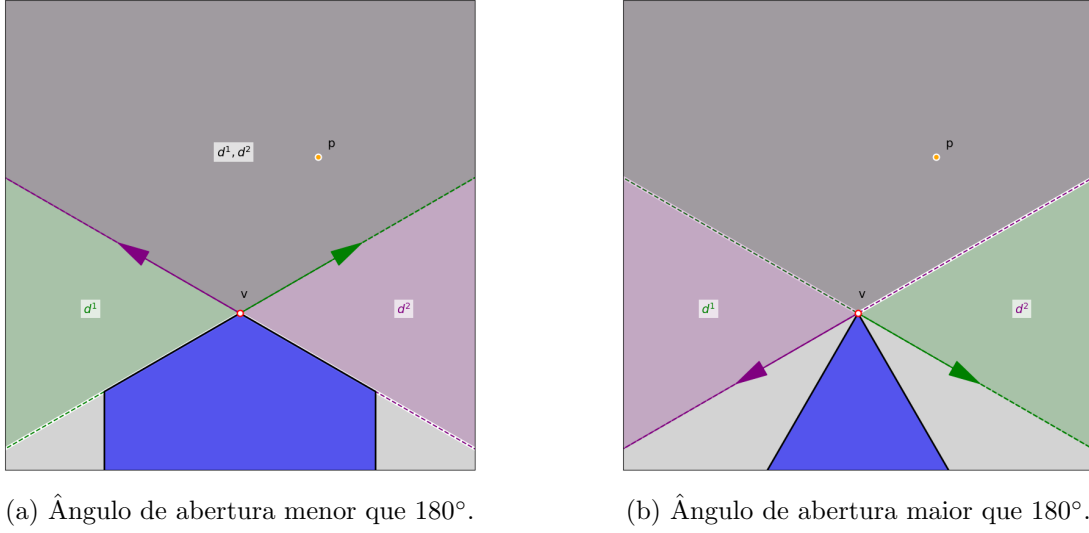 p
d¹, d²
v
d¹
d²
p
v
d¹
d²
(a) Ângulo de abertura menor que 180°.
(b) Ângulo de abertura maior que 180°.